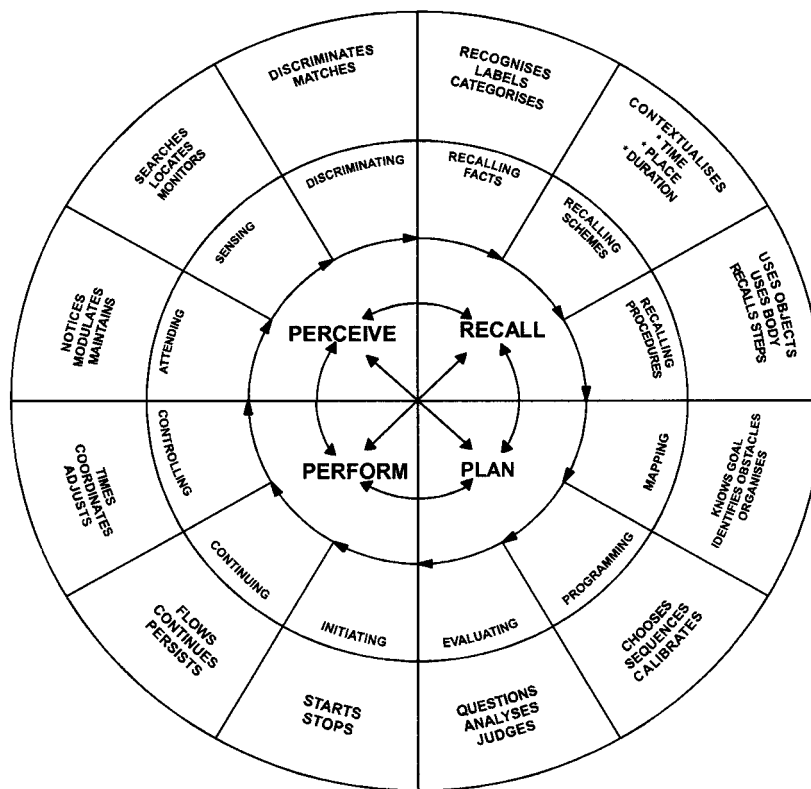 DISCRIMINATES
MATCHES
RECOGNISES
LABELS
CATEGORISES
CONTEXTUALISES
* TIME
* PLACE
* DURATION
USES OBJECTS
USES BODY
RECALLS STEPS
KNOWS GOAL
IDENTIFIES OBSTACLES
ORGANISES
CHOOSES
SEQUENCES
CALIBRATES
QUESTIONS
ANALYSES
JUDGES
STARTS
STOPS
FLOWS
CONTINUES
PERSISTS
TIMES
COORDINATES
ADJUSTS
NOTICES
MODULATES
MAINTAINS
SEARCHES
LOCATES
MONITORS
DISCRIMINATING
RECALLING
FACTS
RECALLING
SCHEMES
RECALLING
PROCEDURES
MAPPING
PROGRAMMING
EVALUATING
INITIATING
CONTINUING
CONTROLLING
ATTENDING
SENSING
PERCEIVE
RECALL
PERFORM
PLAN